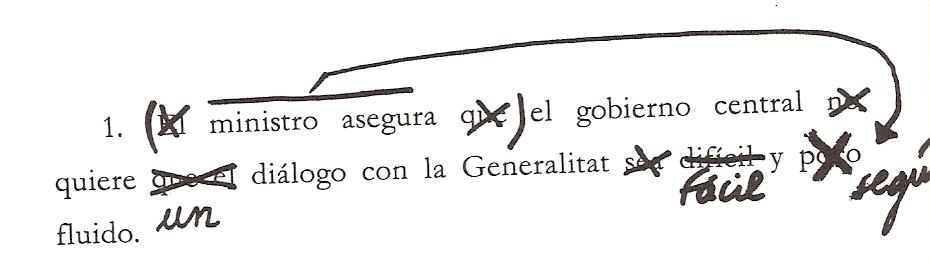 1. (El ministro asegura que) el gobierno central no
quiere que el diálogo con la Generalitat sea difícil y poco
un fácil segú
fluido.